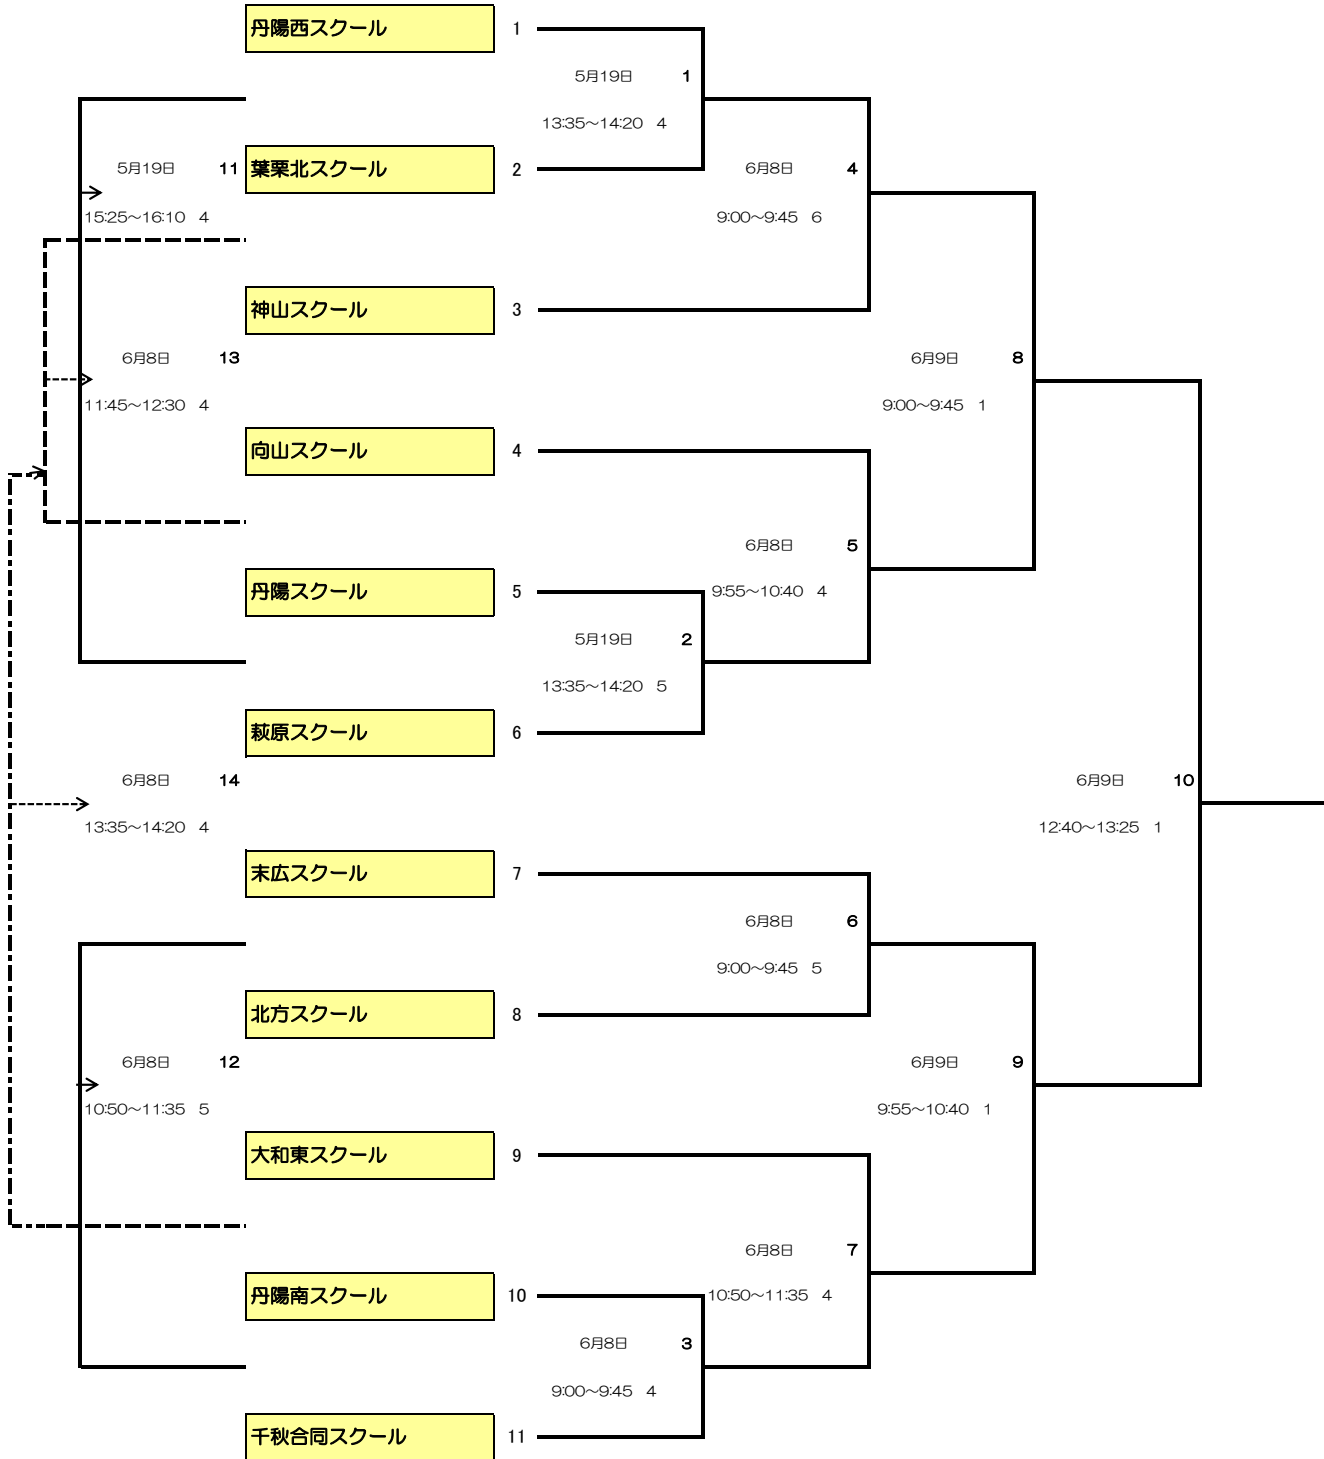 丹陽西スクール 1
5月19日 1
13:35～14:20 4
5月19日 11 葉栗北スクール 2 6月8日 4
15:25～16:10 4 9:00～9:45 6
神山スクール 3
6月8日 13 6月9日 8
11:45～12:30 4 9:00～9:45 1
向山スクール 4
6月8日 5
丹陽スクール 5 9:55～10:40 4
5月19日 2
13:35～14:20 5
萩原スクール 6
6月8日 14 6月9日 10
13:35～14:20 4 12:40～13:25 1
末広スクール 7
6月8日 6
9:00～9:45 5
北方スクール 8
6月8日 12 6月9日 9
10:50～11:35 5 9:55～10:40 1
大和東スクール 9
6月8日 7
丹陽南スクール 10 10:50～11:35 4
6月8日 3
9:00～9:45 4
千秋合同スクール 11